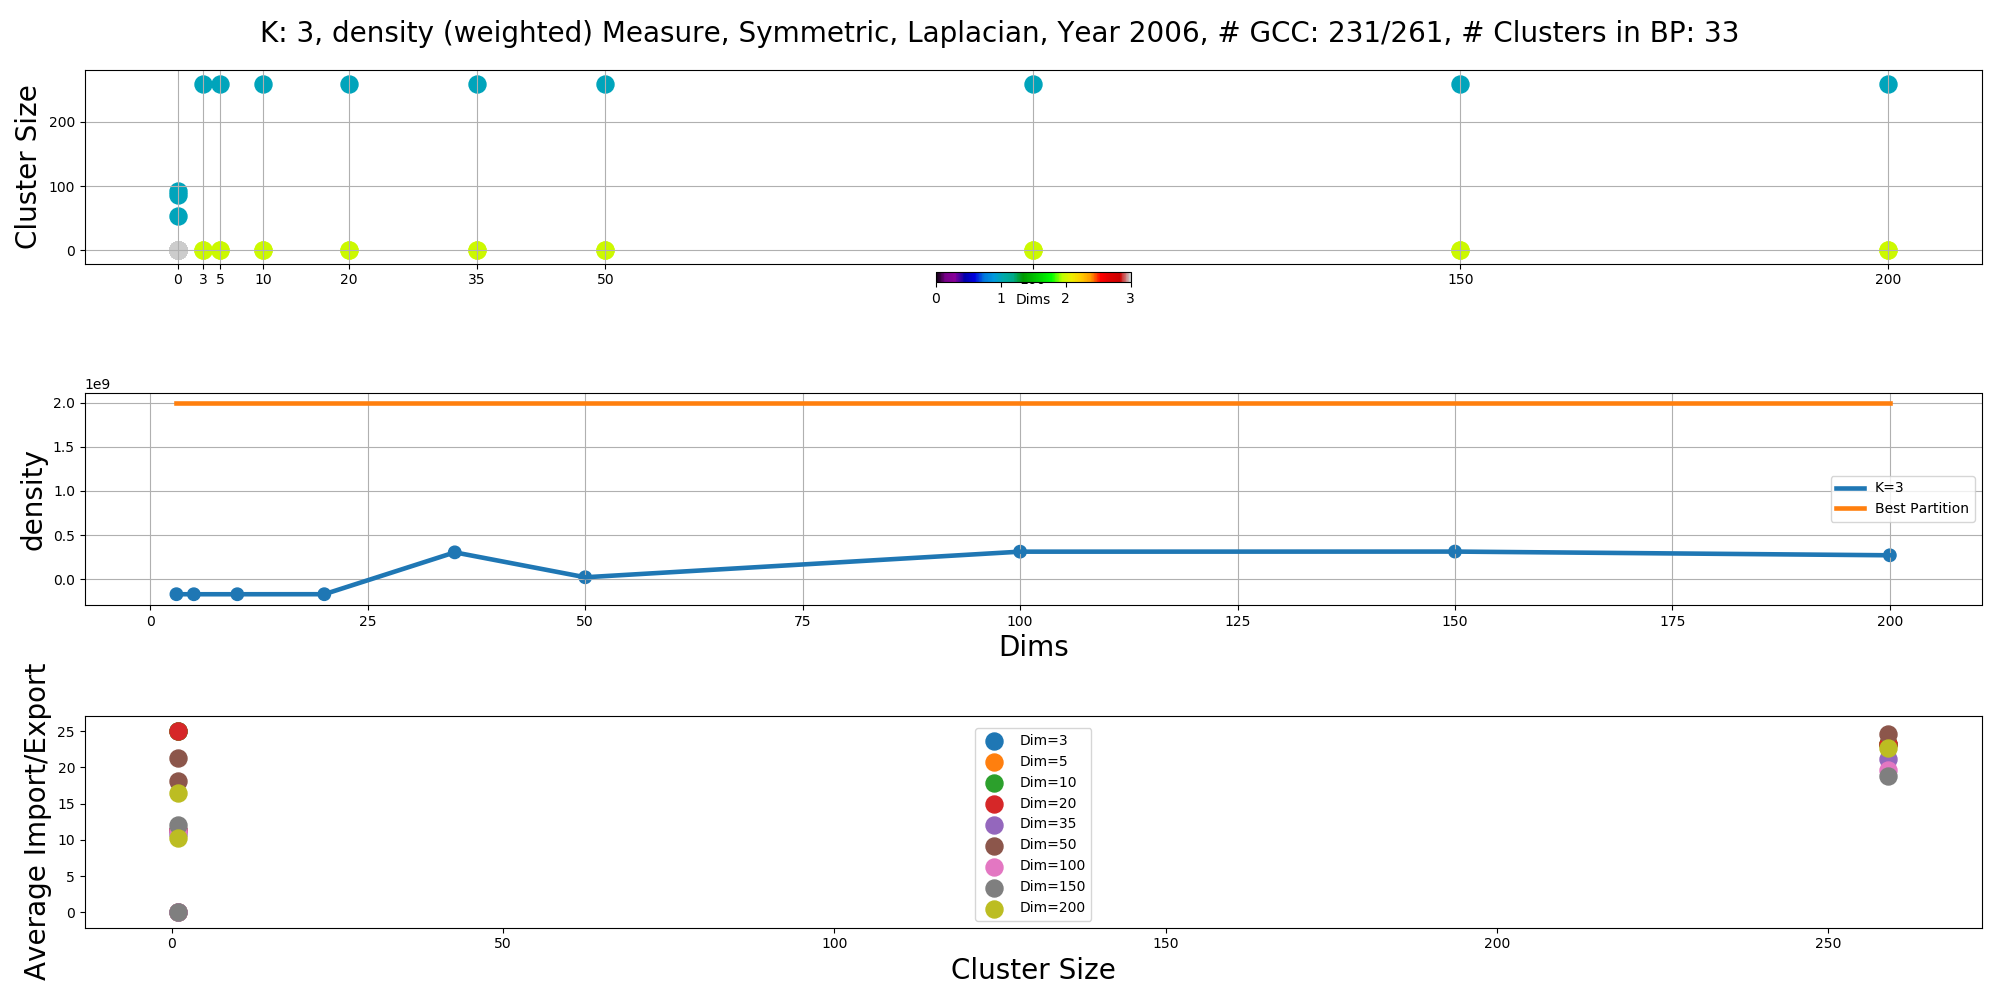 K: 3, density (weighted) Measure, Symmetric, Laplacian, Year 2006, # GCC: 231/261, # Clusters in BP: 33
Cluster Size
200
100
0
0 3 5 10 20 35 50 150 200
0 1 2 3
Dims
1e9
density
2.0
1.5
1.0
0.5
0.0
K=3
Best Partition
0 25 50 75 100 125 150 175 200
Dims
Average Import/Export
25
20
15
10
5
0
Dim=3
Dim=5
Dim=10
Dim=20
Dim=35
Dim=50
Dim=100
Dim=150
Dim=200
0 50 100 150 200 250
Cluster Size